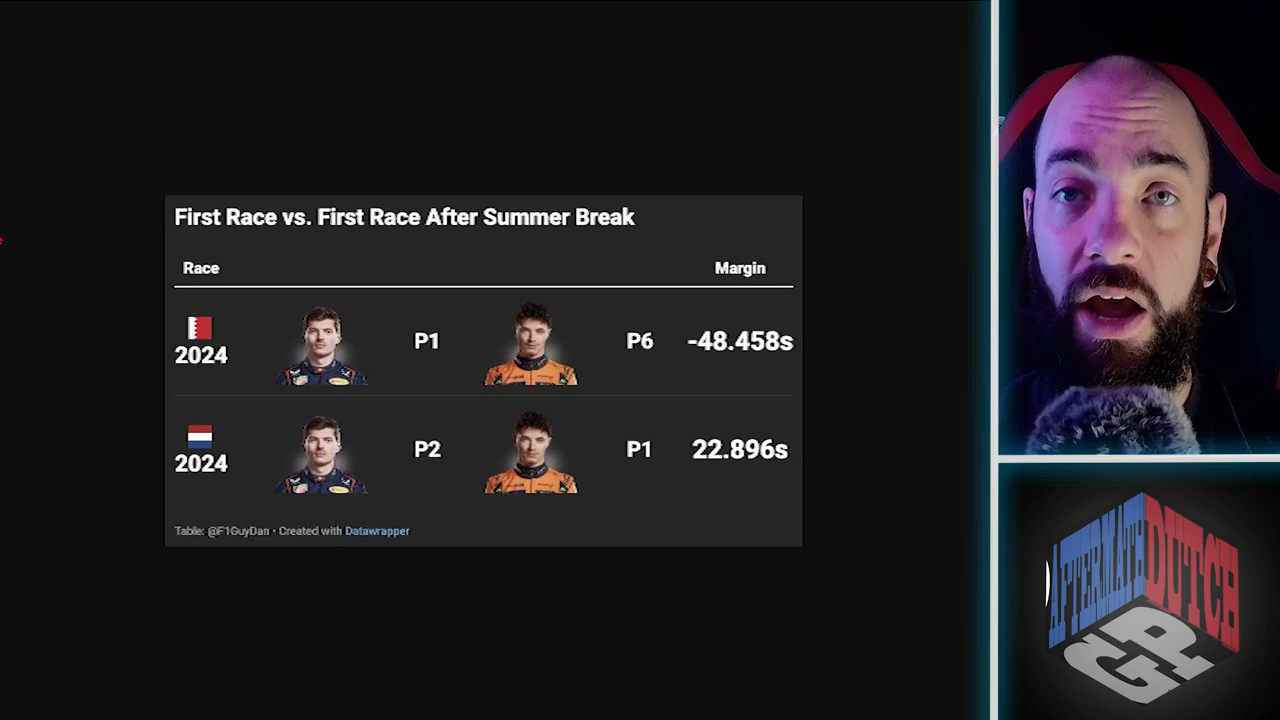 First Race vs. First Race After Summer Break
Race Margin
2024 P1 P6 -48.458s
2024 P2 P1 22.896s
Table: @F1GuyDan • Created with Datawrapper
AFTERMATH DUTCH
GP